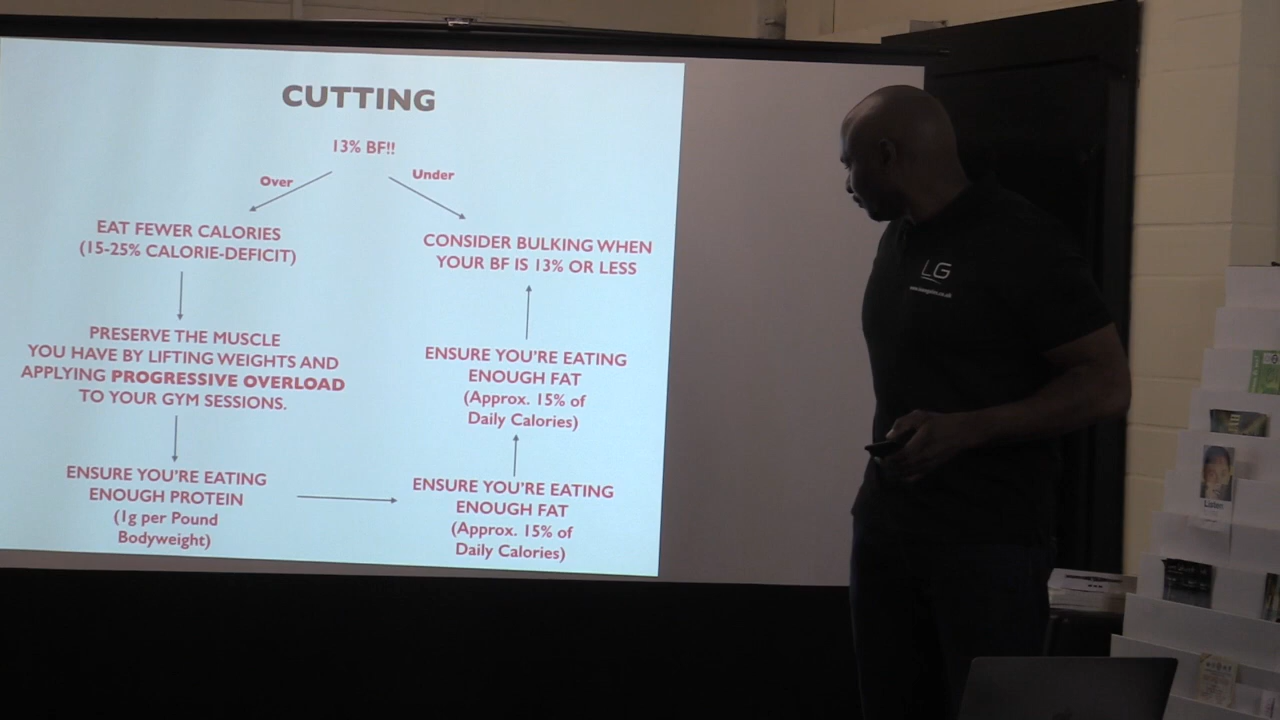 CUTTING
13% BF!!
Over
Under
EAT FEWER CALORIES
(15-25% CALORIE-DEFICIT)
PRESERVE THE MUSCLE
YOU HAVE BY LIFTING WEIGHTS AND
APPLYING PROGRESSIVE OVERLOAD
TO YOUR GYM SESSIONS.
ENSURE YOU'RE EATING
ENOUGH PROTEIN
(1g per Pound
Bodyweight)
ENSURE YOU'RE EATING
ENOUGH FAT
(Approx. 15% of
Daily Calories)
ENSURE YOU'RE EATING
ENOUGH FAT
(Approx. 15% of
Daily Calories)
CONSIDER BULKING WHEN
YOUR BF IS 13% OR LESS
LG
Listen